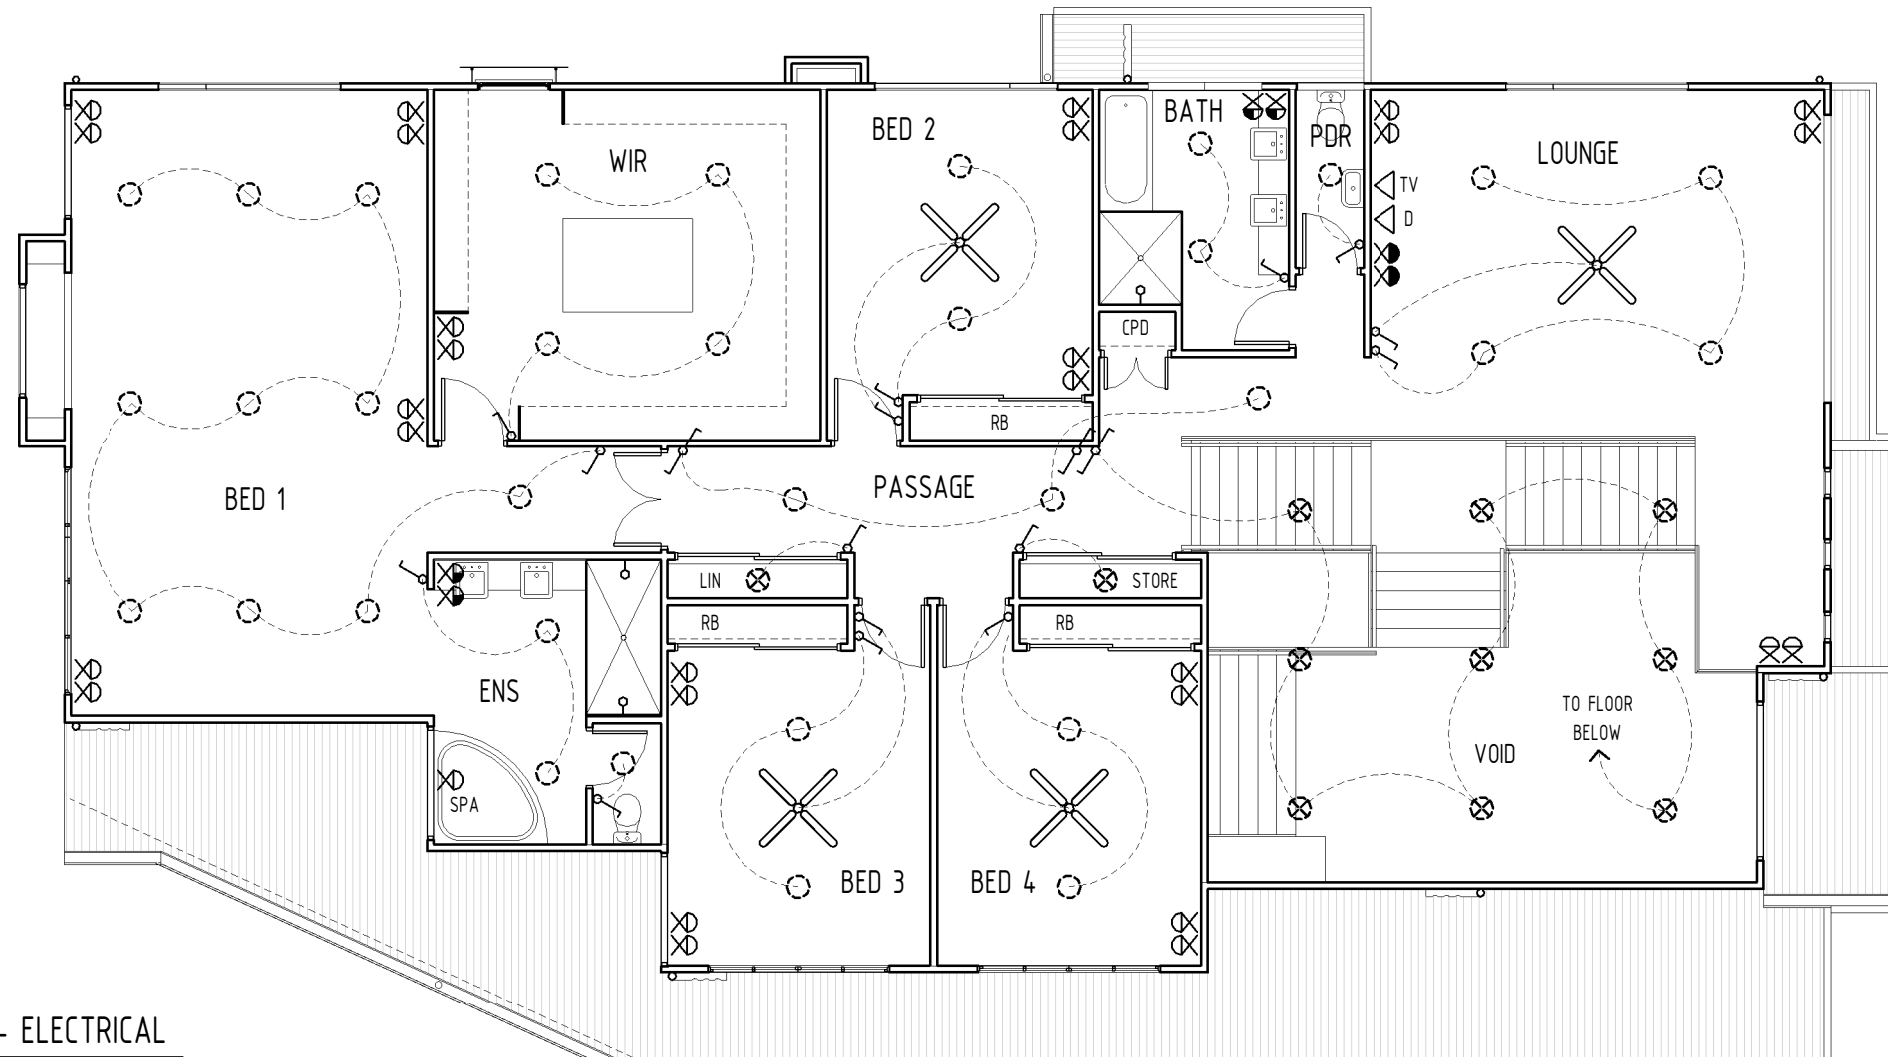 BED 2
BATH
PDR
WIR
LOUNGE
TV
D
CPD
RB
BED 1
PASSAGE
LIN
STORE
RB
RB
ENS
TO FLOOR
BELOW
VOID
SPA
BED 3
BED 4
- ELECTRICAL